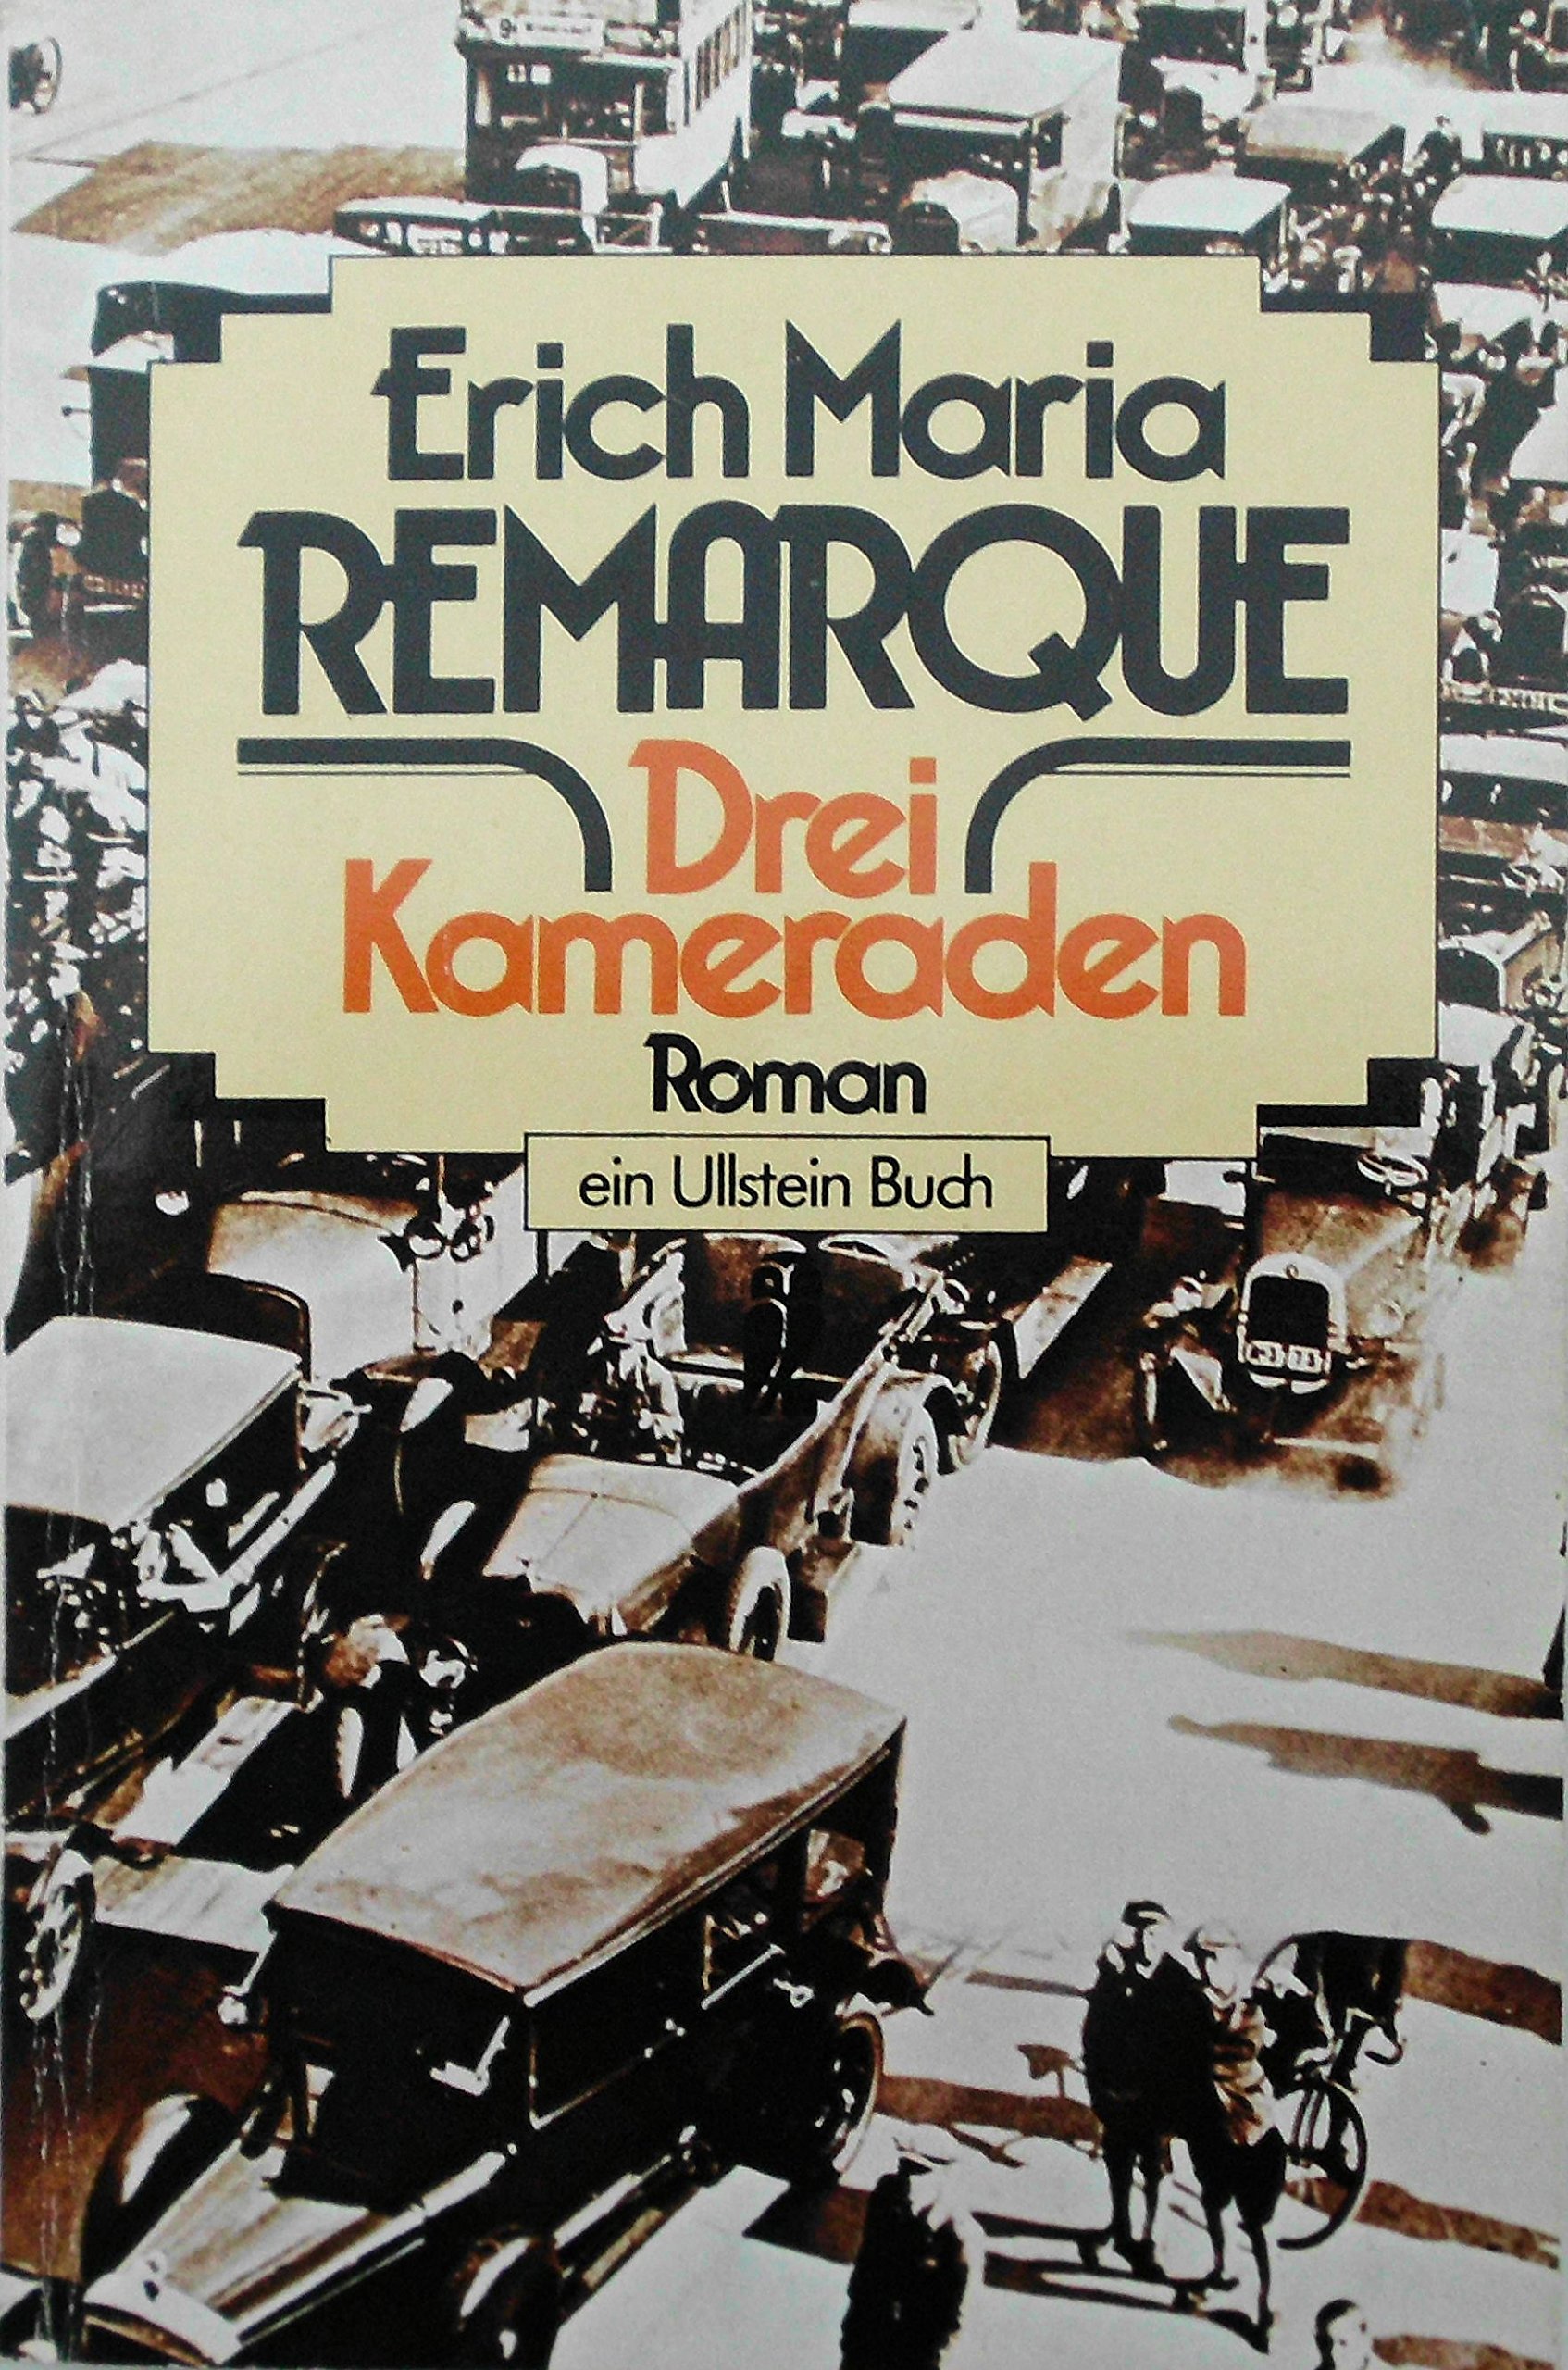 Erich Maria
REMARQUE
Drei
Kameraden
Roman
ein Ullstein Buch